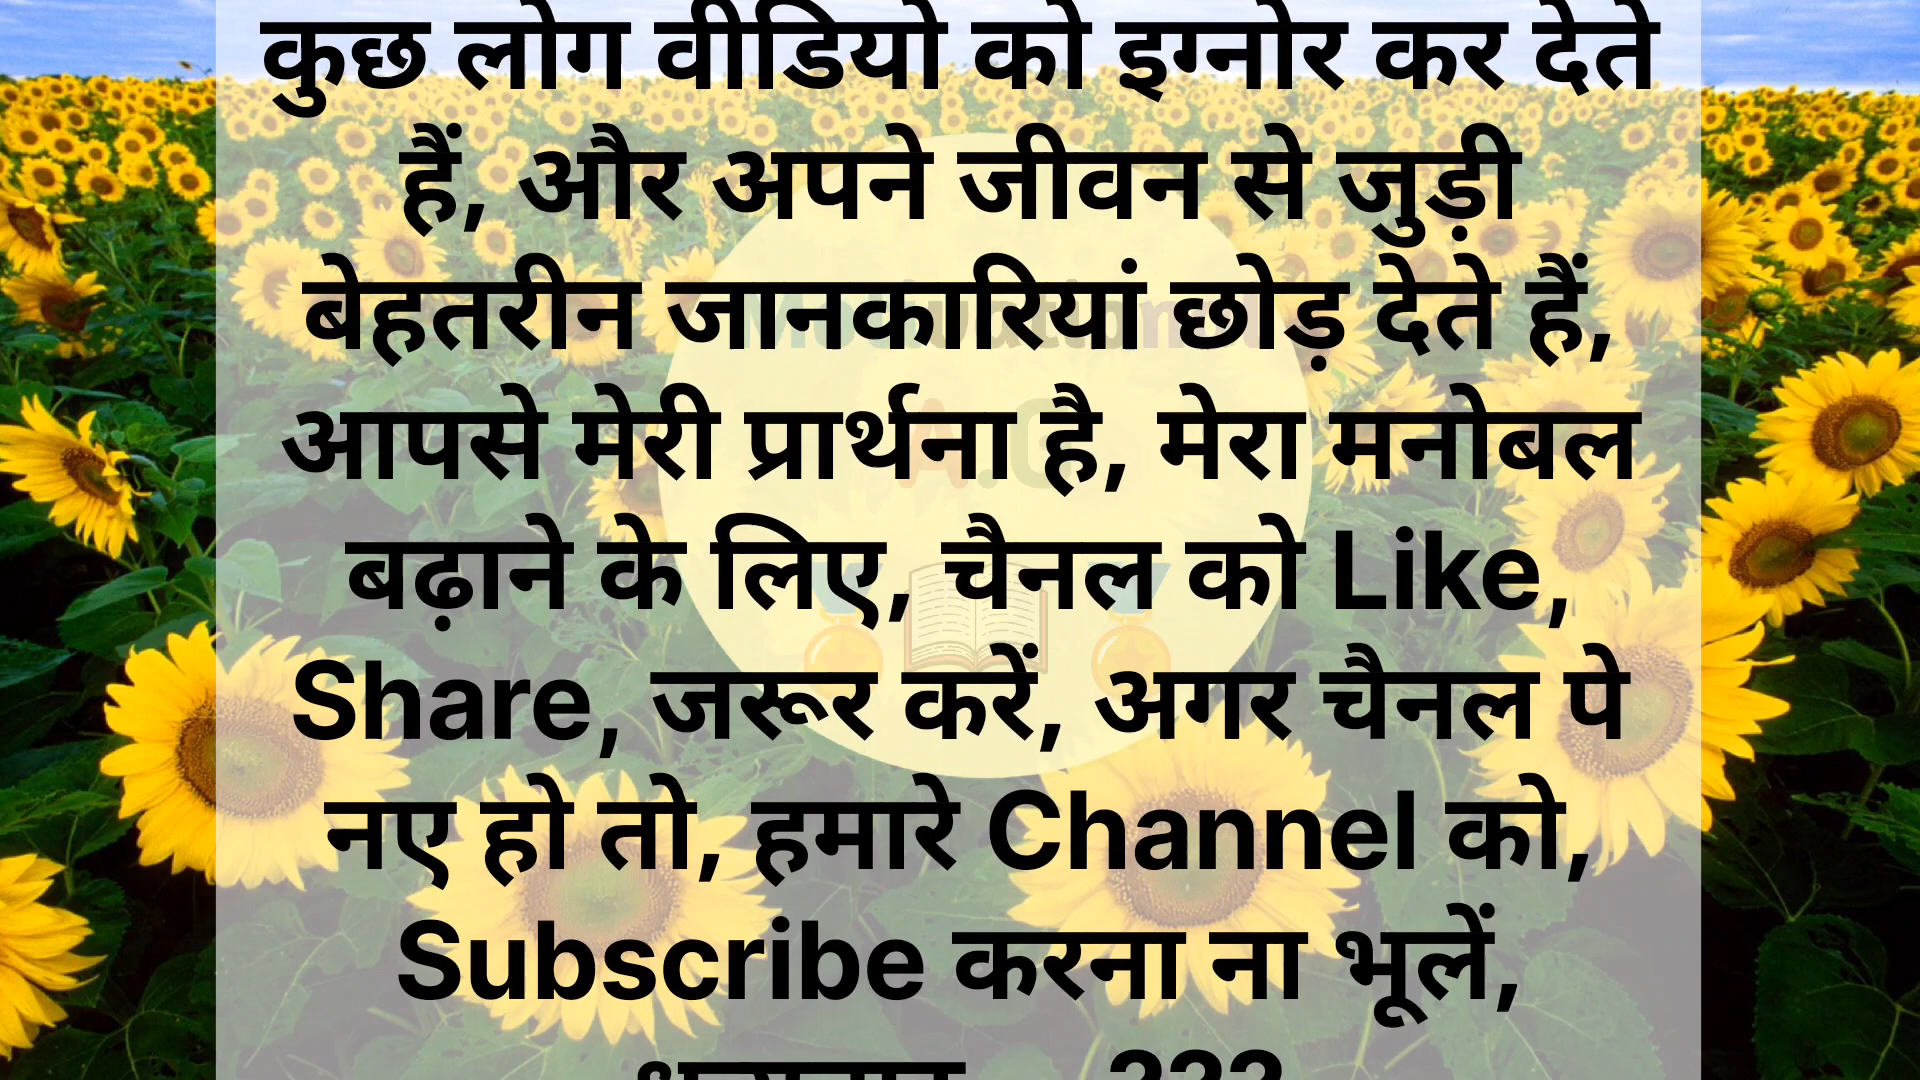 कुछ लोग वीडियो को इग्नोर कर देते
हैं, और अपने जीवन से जुड़ी
बेहतरीन जानकारियां छोड़ देते हैं,
आपसे मेरी प्रार्थना है, मेरा मनोबल
बढ़ाने के लिए, चैनल को Like,
Share, जरूर करें, अगर चैनल पे
नए हो तो, हमारे Channel को,
Subscribe करना ना भूलें,